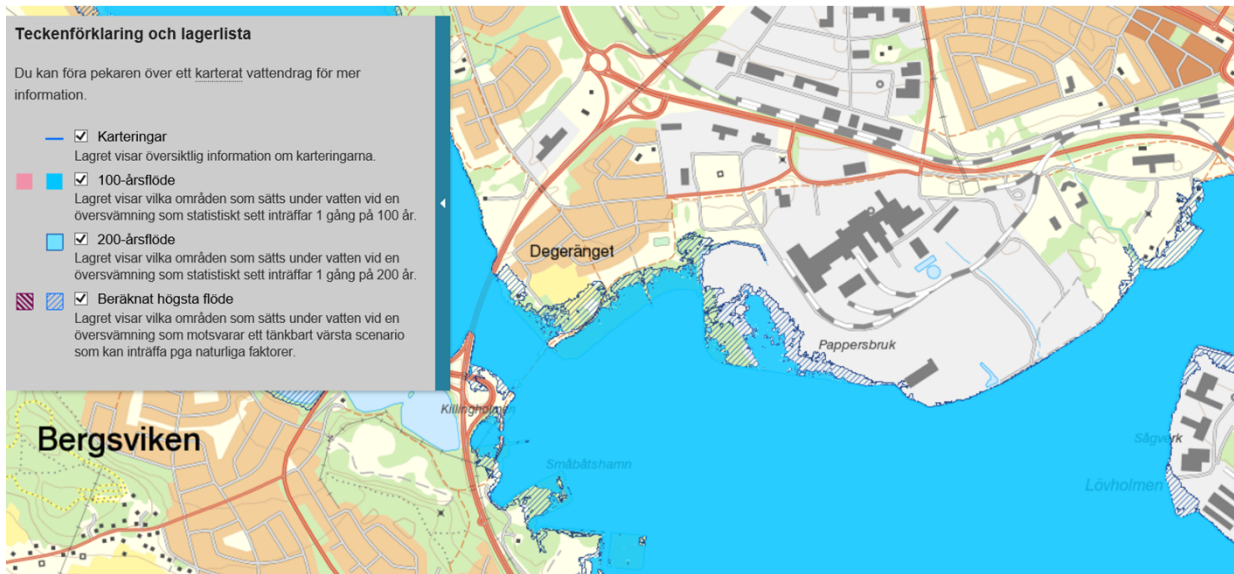 Teckenförklaring och lagerlista
Du kan föra pekaren över ett karterat vattendrag för mer
information.
Karteringar
Lagret visar översiktlig information om karteringarna.
100-årsflöde
Lagret visar vilka områden som sätts under vatten vid en
översvämning som statistiskt sett inträffar 1 gång på 100 år.
200-årsflöde
Lagret visar vilka områden som sätts under vatten vid en
översvämning som statistiskt sett inträffar 1 gång på 200 år.
Beräknat högsta flöde
Lagret visar vilka områden som sätts under vatten vid en
översvämning som motsvarar ett tänkbart värsta scenario
som kan inträffa pga naturliga faktorer.
Degeränget
Pappersbruk
Killingholmen
Bergsviken
Småbåtshamn
Sågverk
Lövholmen